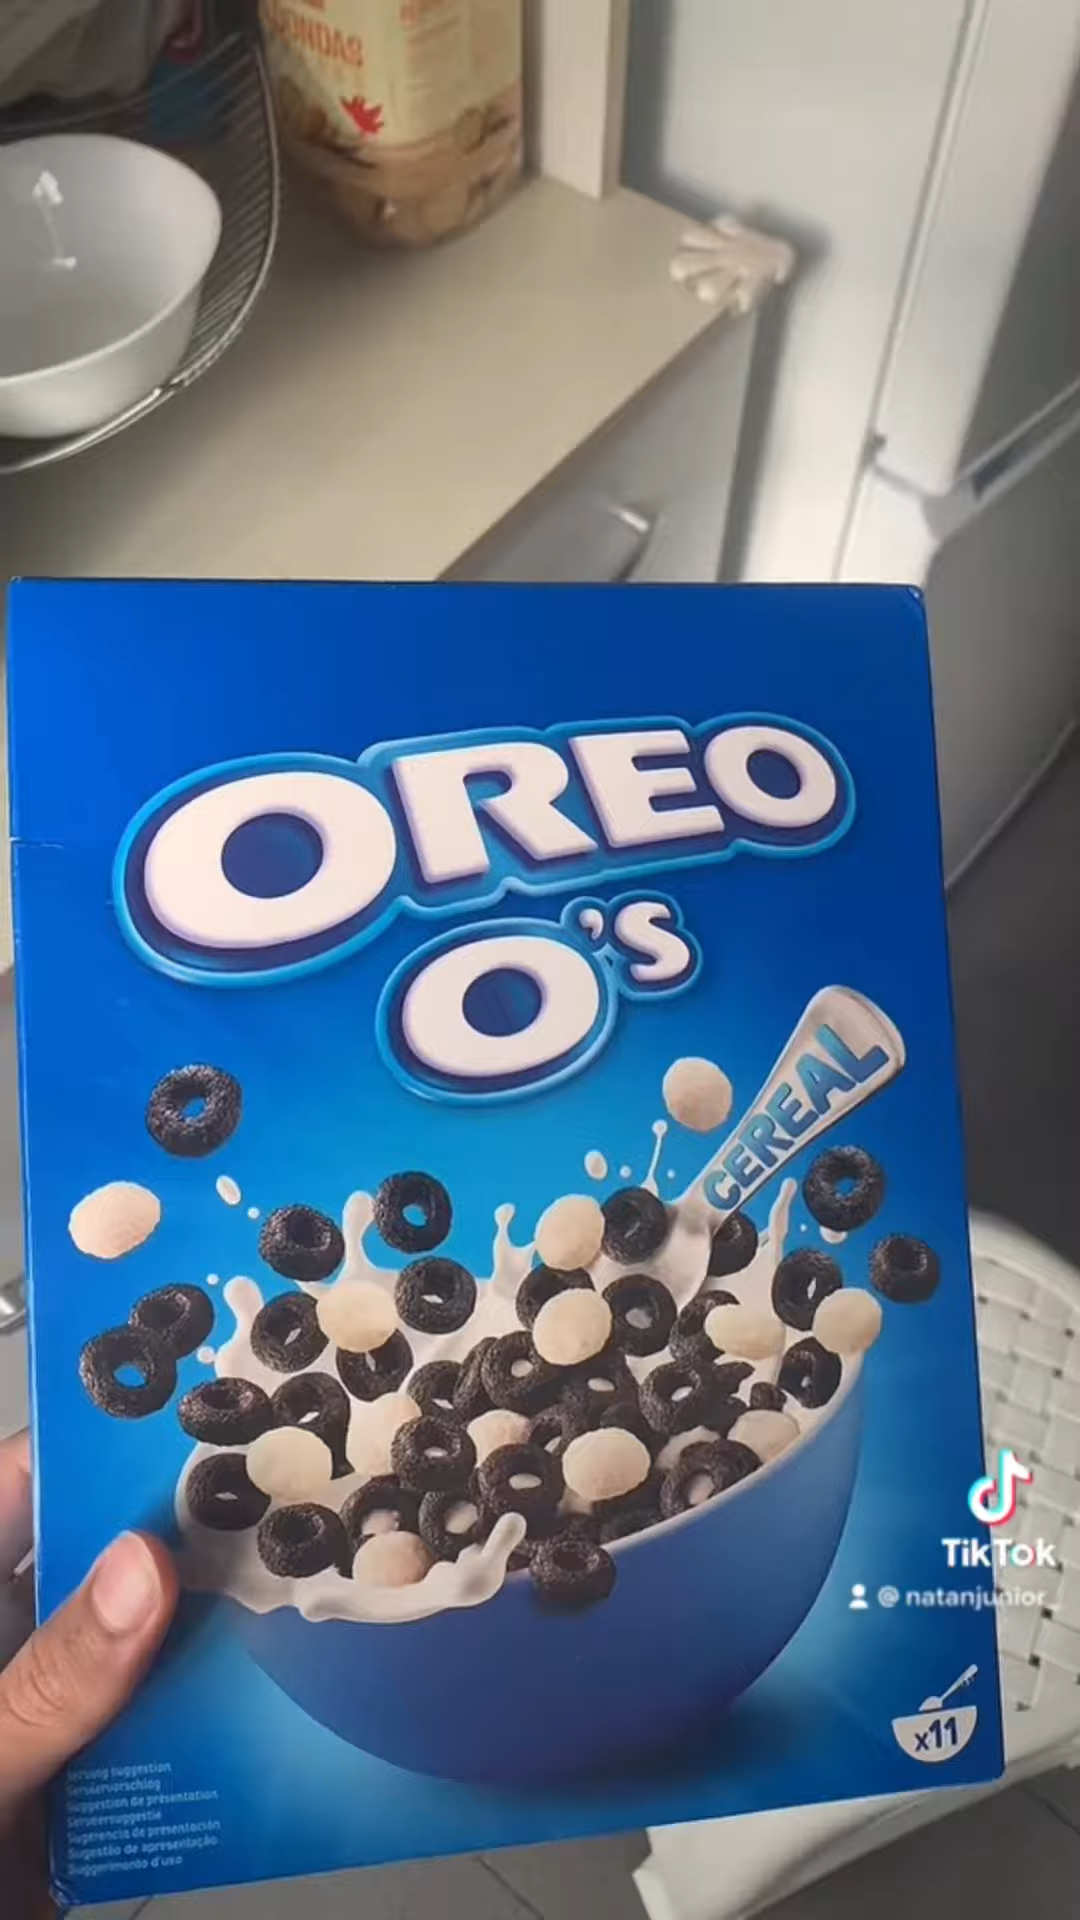 ONDAS
OREO
O'S
CEREAL
TikTok
@natanjunior_
x11
Serving suggestion
Serviervorschlag
Suggestion de présentation
Serveersuggestie
Sugerencia de presentación
Sugestão de apresentação
Suggerimento d'uso